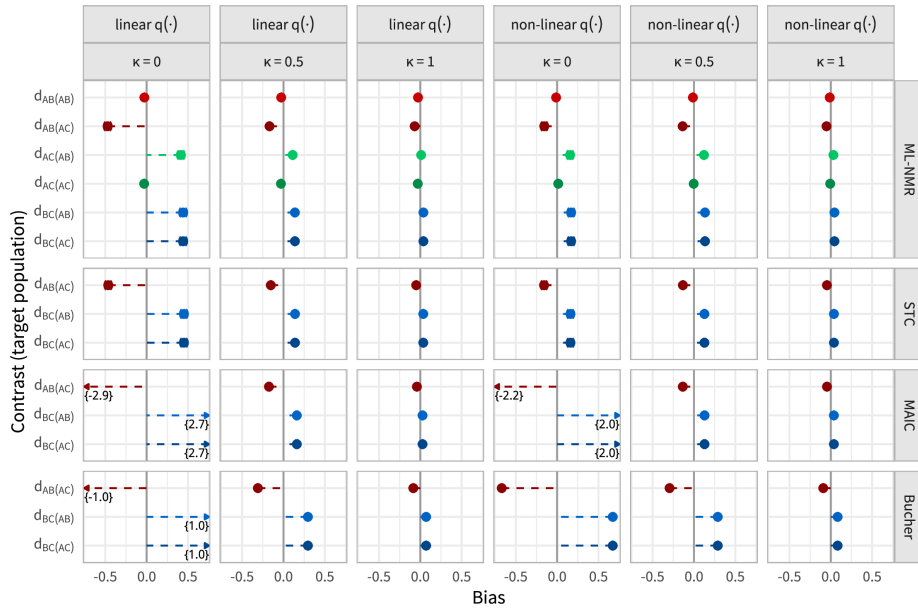 linear q(·) linear q(·) linear q(·) non-linear q(·) non-linear q(·) non-linear q(·)
κ = 0 κ = 0.5 κ = 1 κ = 0 κ = 0.5 κ = 1
Contrast (target population)
dAB(AB)
dAB(AC)
dAC(AB)
dAC(AC)
dBC(AB)
dBC(AC)
ML-NMR
dAB(AC)
dBC(AB)
dBC(AC)
STC
dAB(AC)
{-2.9} {-2.2}
dBC(AB)
{2.7} {2.0}
dBC(AC)
{2.7} {2.0}
MAIC
dAB(AC)
{-1.0}
dBC(AB)
{1.0}
dBC(AC)
{1.0}
Bucher
-0.5 0.0 0.5 -0.5 0.0 0.5 -0.5 0.0 0.5 -0.5 0.0 0.5 -0.5 0.0 0.5 -0.5 0.0 0.5
Bias